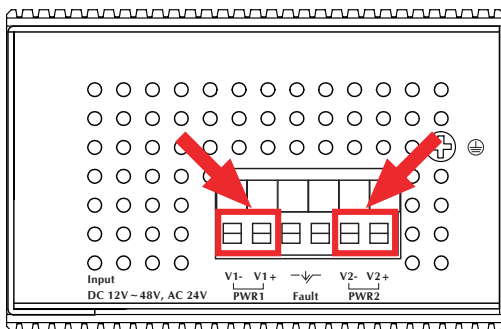 Input
V1- V1+
V2- V2+
DC 12V~48V, AC 24V
PWR1
Fault
PWR2